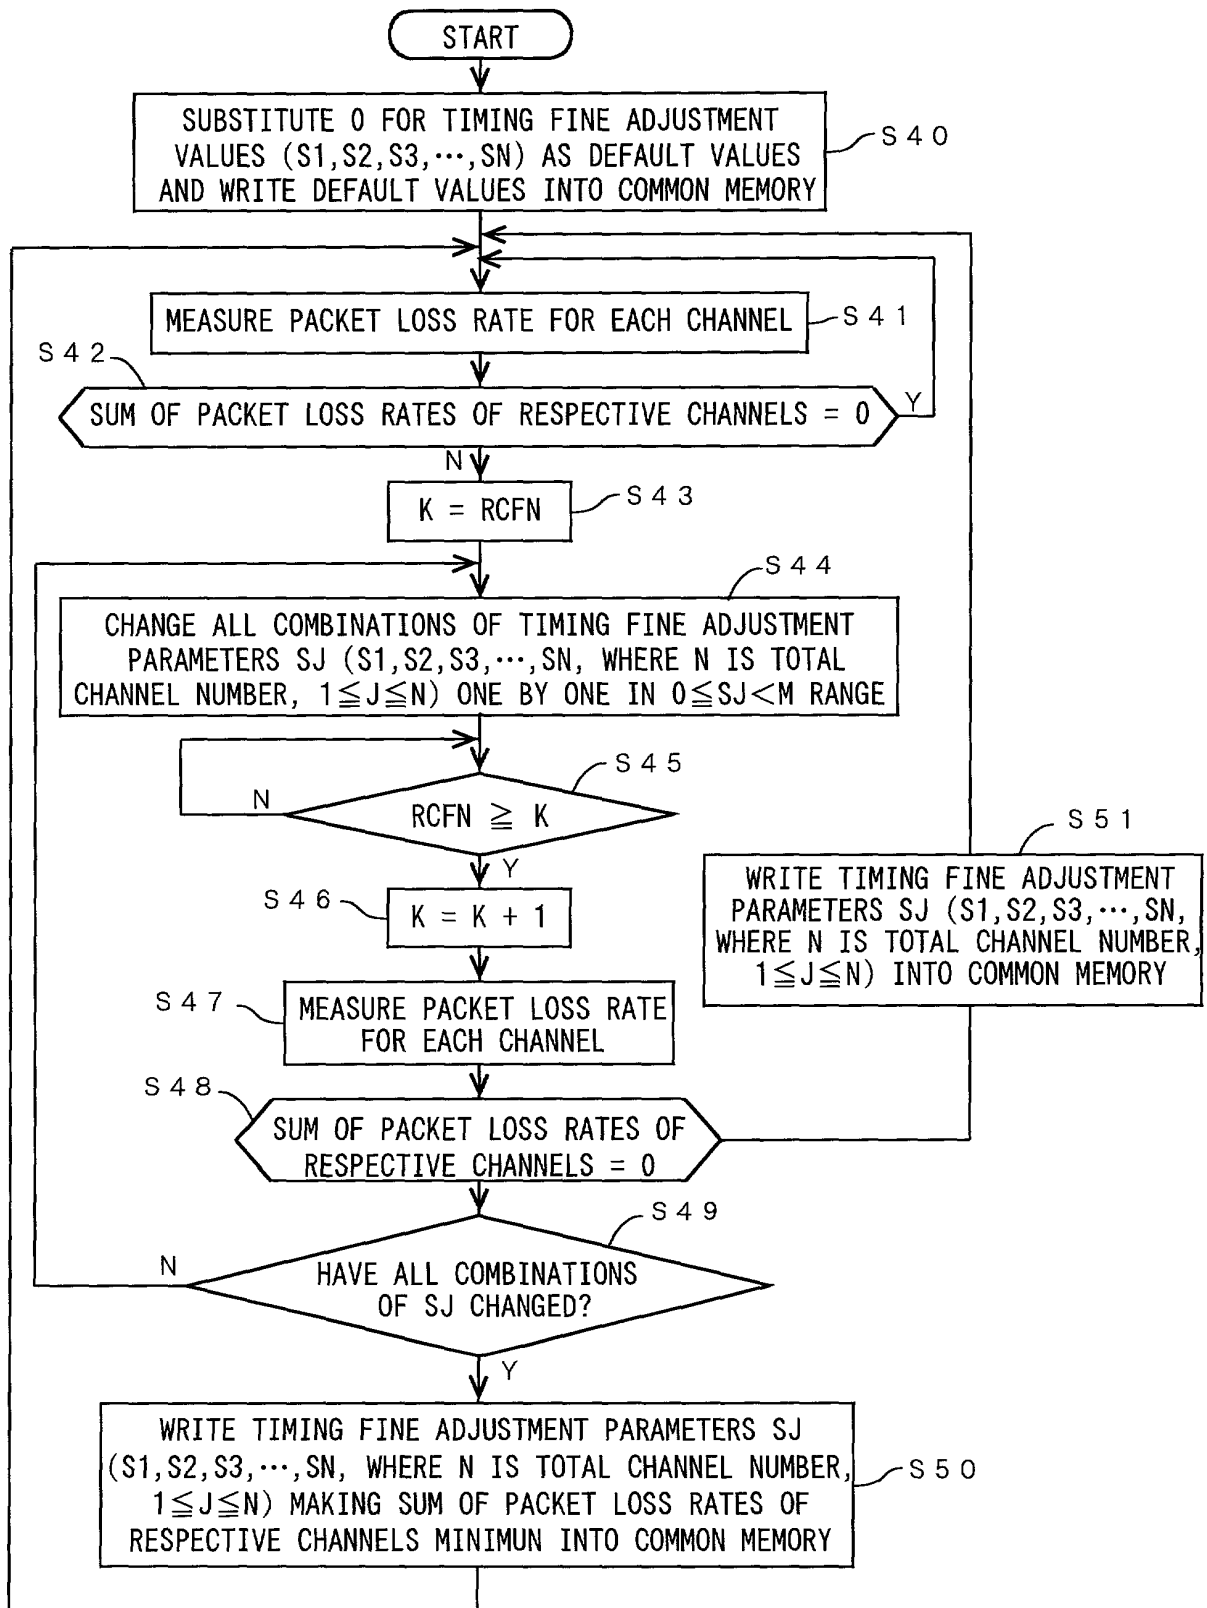 START
SUBSTITUTE 0 FOR TIMING FINE ADJUSTMENT
VALUES (S1,S2,S3,⋯,SN) AS DEFAULT VALUES
AND WRITE DEFAULT VALUES INTO COMMON MEMORY
S40
MEASURE PACKET LOSS RATE FOR EACH CHANNEL
S41
S42
SUM OF PACKET LOSS RATES OF RESPECTIVE CHANNELS = 0
Y
N
K = RCFN
S43
S44
CHANGE ALL COMBINATIONS OF TIMING FINE ADJUSTMENT
PARAMETERS SJ (S1,S2,S3,⋯,SN, WHERE N IS TOTAL
CHANNEL NUMBER, 1≦J≦N) ONE BY ONE IN 0≦SJ<M RANGE
S45
N
RCFN ≧ K
Y
S46
K = K + 1
S51
WRITE TIMING FINE ADJUSTMENT
PARAMETERS SJ (S1,S2,S3,⋯,SN,
WHERE N IS TOTAL CHANNEL NUMBER,
1≦J≦N) INTO COMMON MEMORY
S47
MEASURE PACKET LOSS RATE
FOR EACH CHANNEL
S48
SUM OF PACKET LOSS RATES OF
RESPECTIVE CHANNELS = 0
S49
N
HAVE ALL COMBINATIONS
OF SJ CHANGED?
Y
WRITE TIMING FINE ADJUSTMENT PARAMETERS SJ
(S1,S2,S3,⋯,SN, WHERE N IS TOTAL CHANNEL NUMBER,
1≦J≦N) MAKING SUM OF PACKET LOSS RATES OF
RESPECTIVE CHANNELS MINIMUN INTO COMMON MEMORY
S50